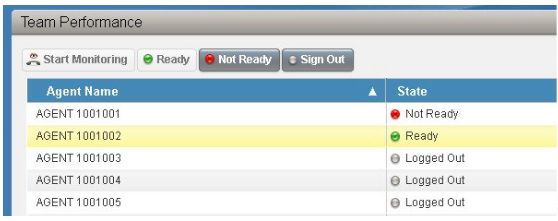 Team Performance
Start Monitoring Ready Not Ready Sign Out
Agent Name State
AGENT 1001001 Not Ready
AGENT 1001002 Ready
AGENT 1001003 Logged Out
AGENT 1001004 Logged Out
AGENT 1001005 Logged Out